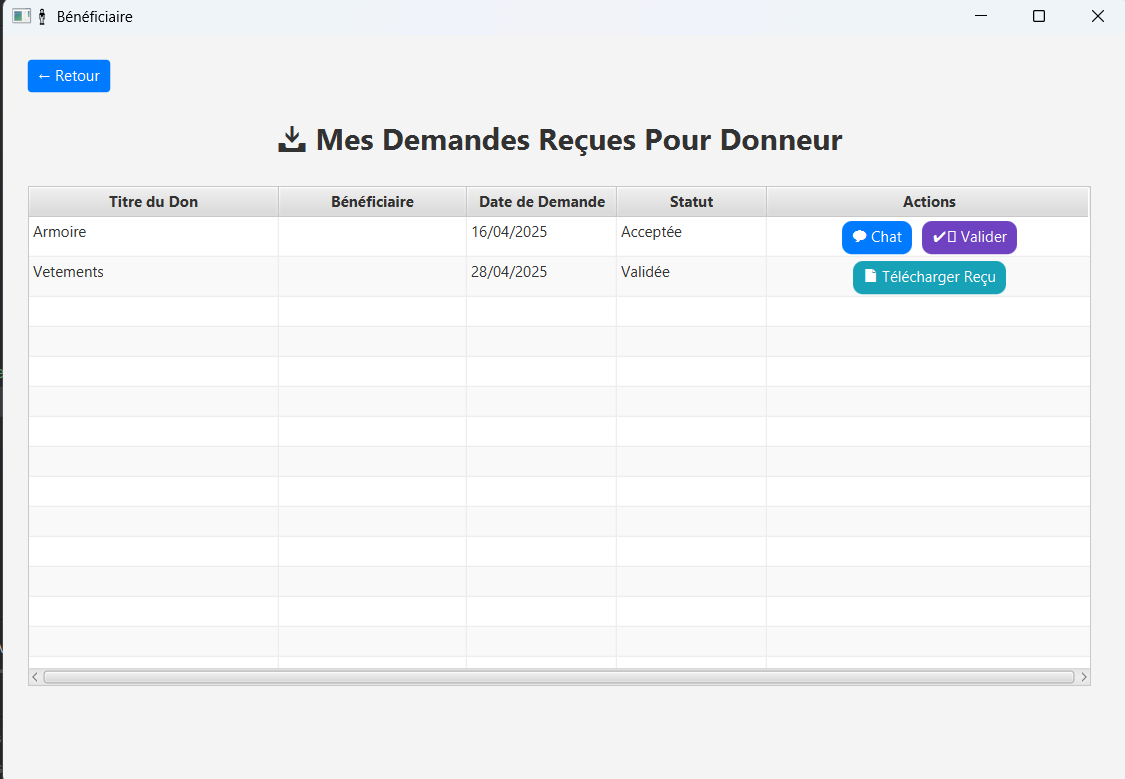 Bénéficiaire
← Retour
Mes Demandes Reçues Pour Donneur
Titre du Don Bénéficiaire Date de Demande Statut Actions
Armoire 16/04/2025 Acceptée Chat ✔ Valider
Vetements 28/04/2025 Validée Télécharger Reçu